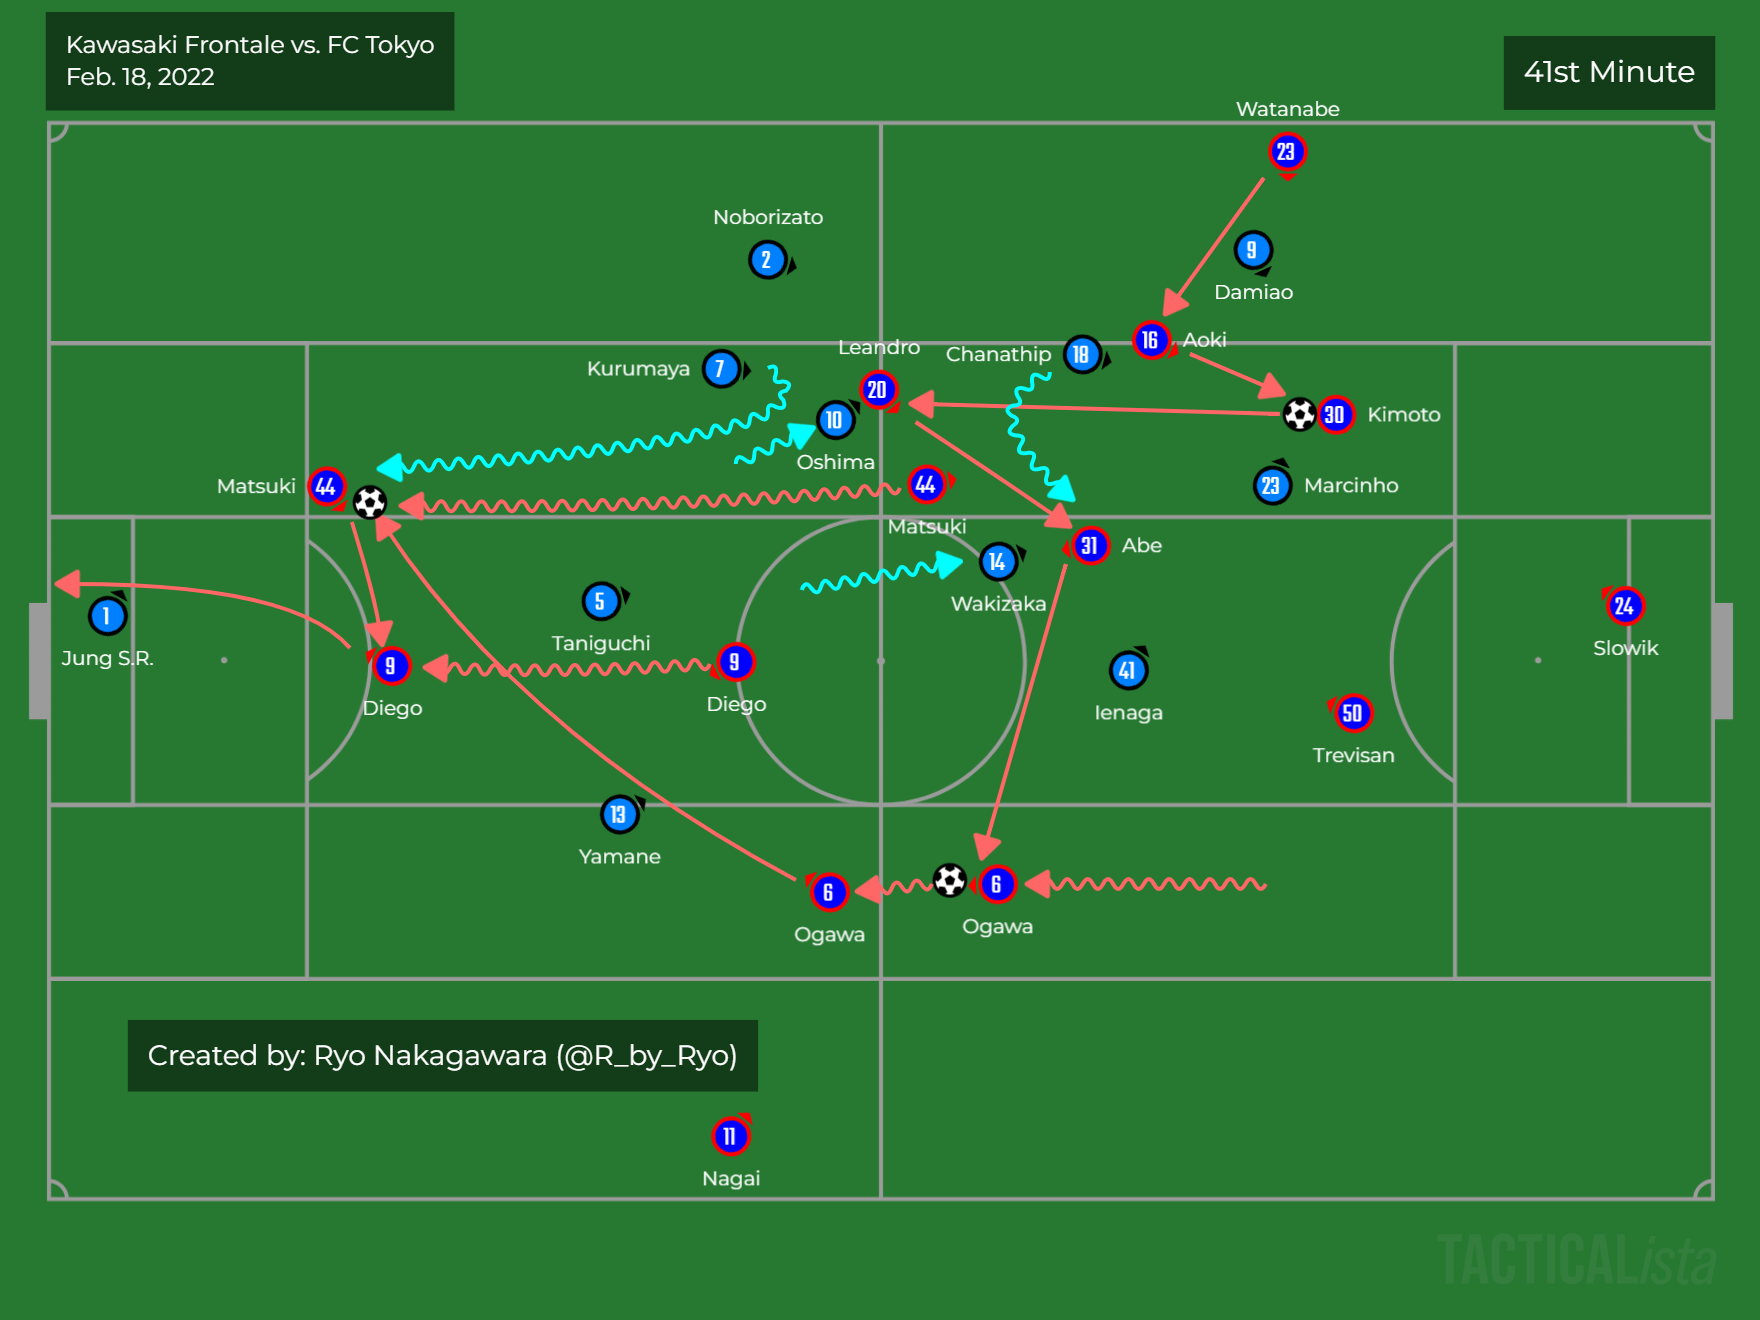 Kawasaki Frontale vs. FC Tokyo
Feb. 18, 2022
41st Minute
Watanabe
23
Noborizato
2
9
Damiao
Leandro
Chanathip
18
16
Aoki
Kurumaya
7
20
10
30
Kimoto
Oshima
Matsuki
44
44
23
Marcinho
Matsuki
31
Abe
14
Wakizaka
5
Taniguchi
1
Jung S.R.
24
Slowik
9
Diego
9
Diego
41
Ienaga
50
Trevisan
13
Yamane
6
Ogawa
6
Ogawa
Created by: Ryo Nakagawara (@R_by_Ryo)
11
Nagai
TACTICALista